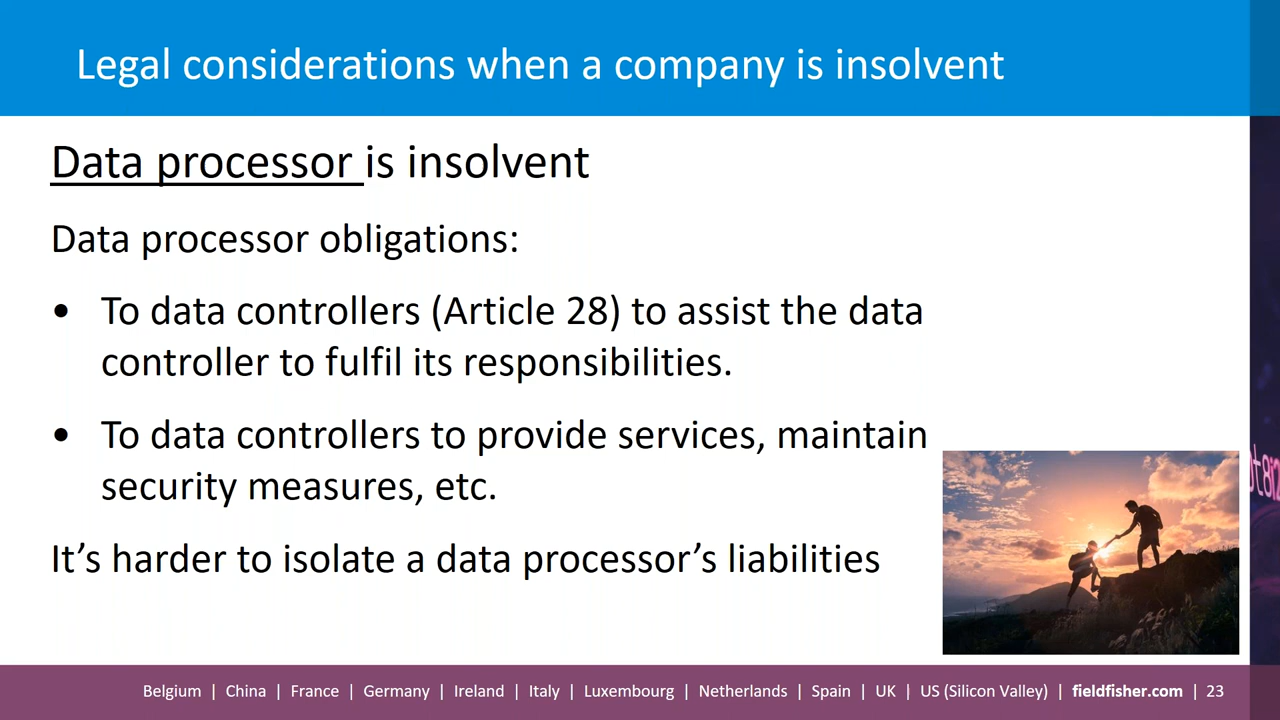 Legal considerations when a company is insolvent
Data processor is insolvent
Data processor obligations:
• To data controllers (Article 28) to assist the data
controller to fulfil its responsibilities.
• To data controllers to provide services, maintain
security measures, etc.
It’s harder to isolate a data processor’s liabilities
Belgium | China | France | Germany | Ireland | Italy | Luxembourg | Netherlands | Spain | UK | US (Silicon Valley) | fieldfisher.com | 23